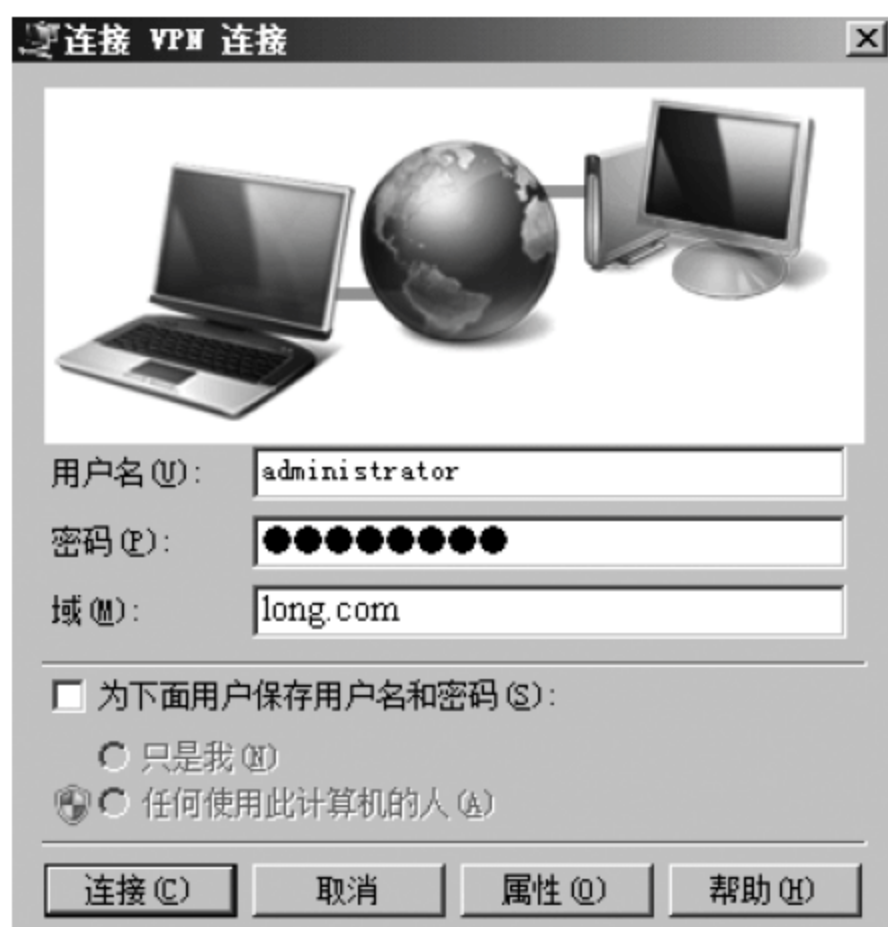 连接 VPN 连接
用户名(U): administrator
密码(P): ●●●●●●●●
域(M): long.com
为下面用户保存用户名和密码(S):
只是我(N)
任何使用此计算机的人(A)
连接(C) 取消 属性(O) 帮助(H)